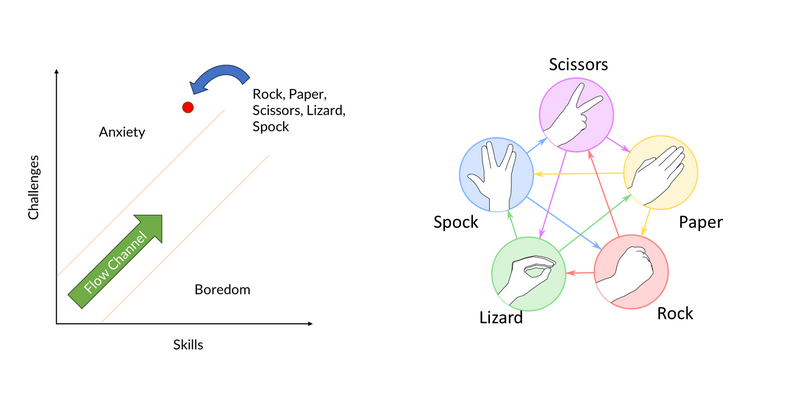 Challenges
Anxiety
Rock, Paper,
Scissors, Lizard,
Spock
Flow Channel
Boredom
Skills
Scissors
Spock
Paper
Lizard
Rock